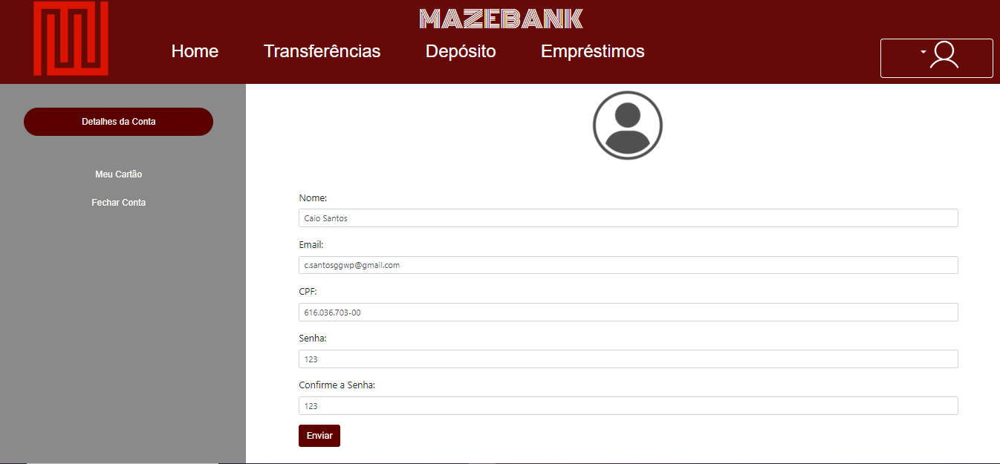 MAZEBANK
Home Transferências Depósito Empréstimos
Detalhes da Conta
Meu Cartão
Fechar Conta
Nome:
Caio Santos
Email:
c.santosggwp@gmail.com
CPF:
616.036.703-00
Senha:
123
Confirme a Senha:
123
Enviar